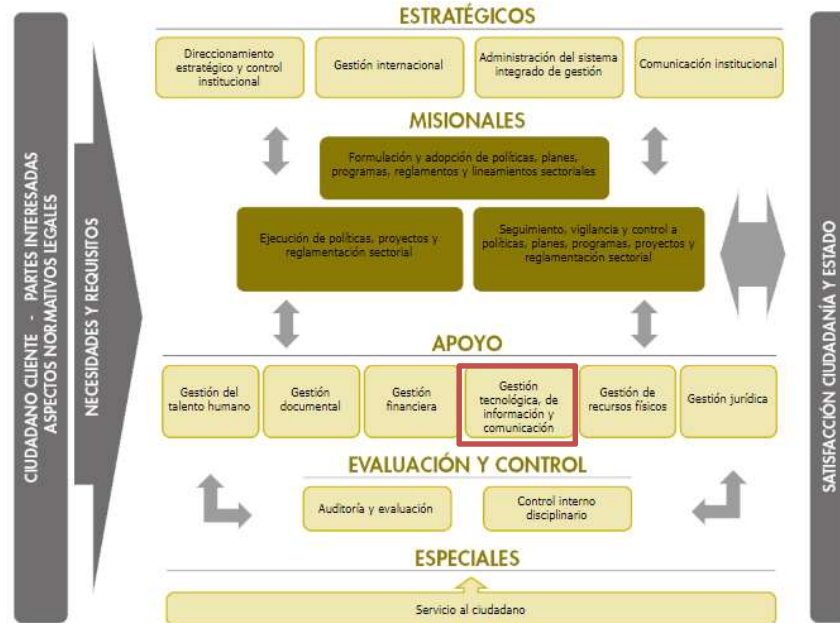 CIUDADANO CLIENTE - PARTES INTERESADAS
ASPECTOS NORMATIVOS LEGALES
NECESIDADES Y REQUISITOS
ESTRATÉGICOS
Direccionamiento
estratégico y control
institucional
Gestión internacional
Administración del sistema
integrado de gestión
Comunicación institucional
MISIONALES
Formulación y adopción de políticas, planes,
programas, reglamentos y lineamientos sectoriales
Ejecución de políticas, proyectos y
reglamentación sectorial
Seguimiento, vigilancia y control a
políticas, planes, programas, proyectos y
reglamentación sectorial
APOYO
Gestión del
talento humano
Gestión
documental
Gestión
financiera
Gestión
tecnológica, de
información y
comunicación
Gestión de
recursos físicos
Gestión jurídica
EVALUACIÓN Y CONTROL
Auditoría y evaluación
Control interno
disciplinario
ESPECIALES
Servicio al ciudadano
SATISFACCIÓN CIUDADANÍA Y ESTADO